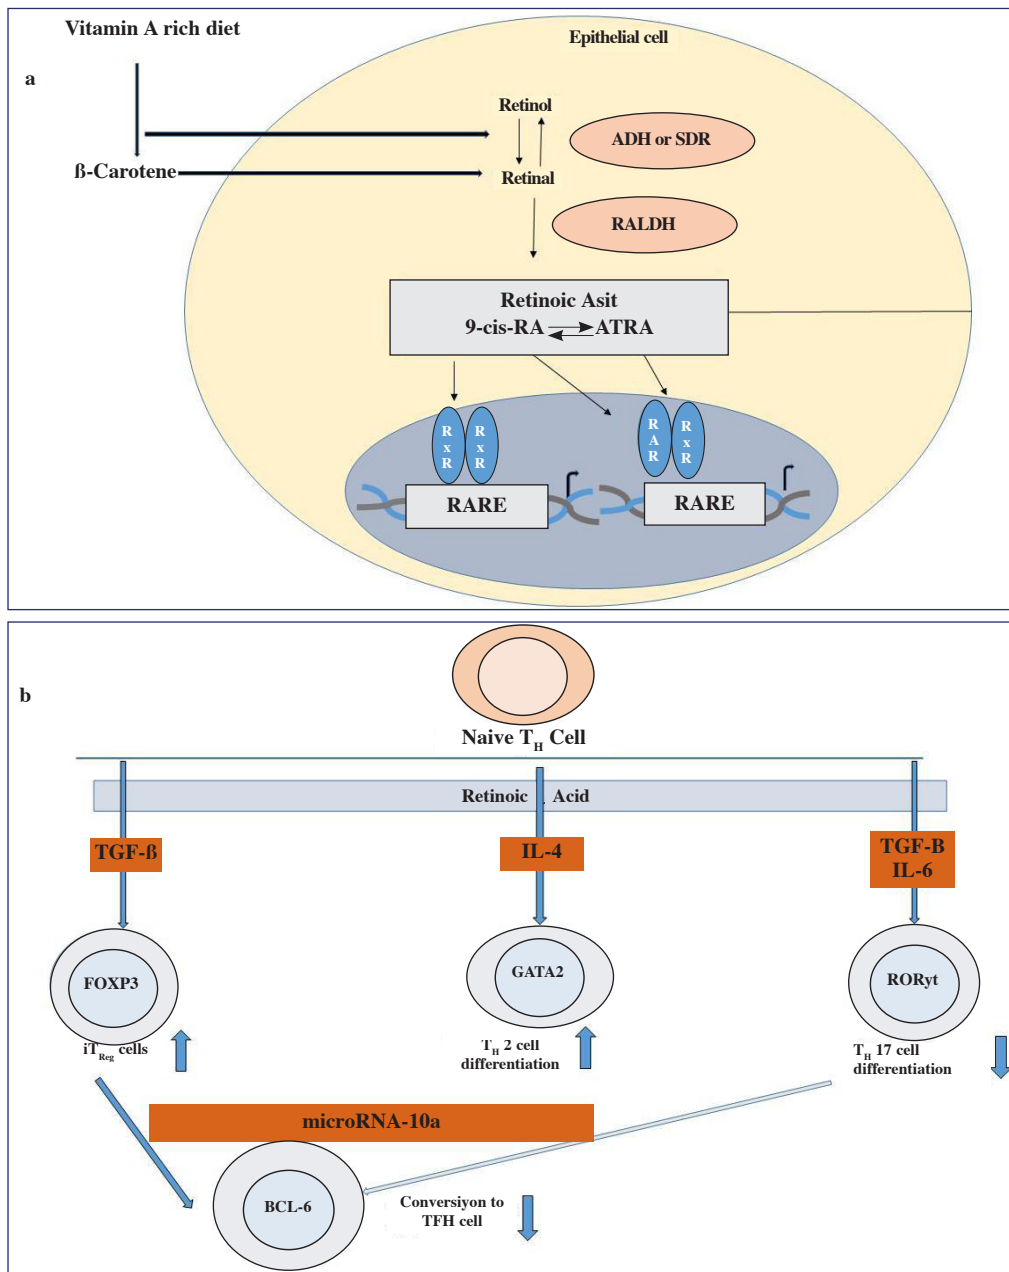 Vitamin A rich diet
a
Epithelial cell
Retinol
ADH or SDR
ß-Carotene
Retinal
RALDH
Retinoic Asit
9-cis-RA ATRA
R
x
R
R
x
R
R
A
R
R
x
R
RARE
RARE
b
Naive TH Cell
Retinoic Acid
TGF-ß
IL-4
TGF-B
IL-6
FOXP3
GATA2
RORyt
iTReg cells
TH 2 cell
differentiation
TH 17 cell
differentiation
microRNA-10a
BCL-6
Conversiyon to
TFH cell